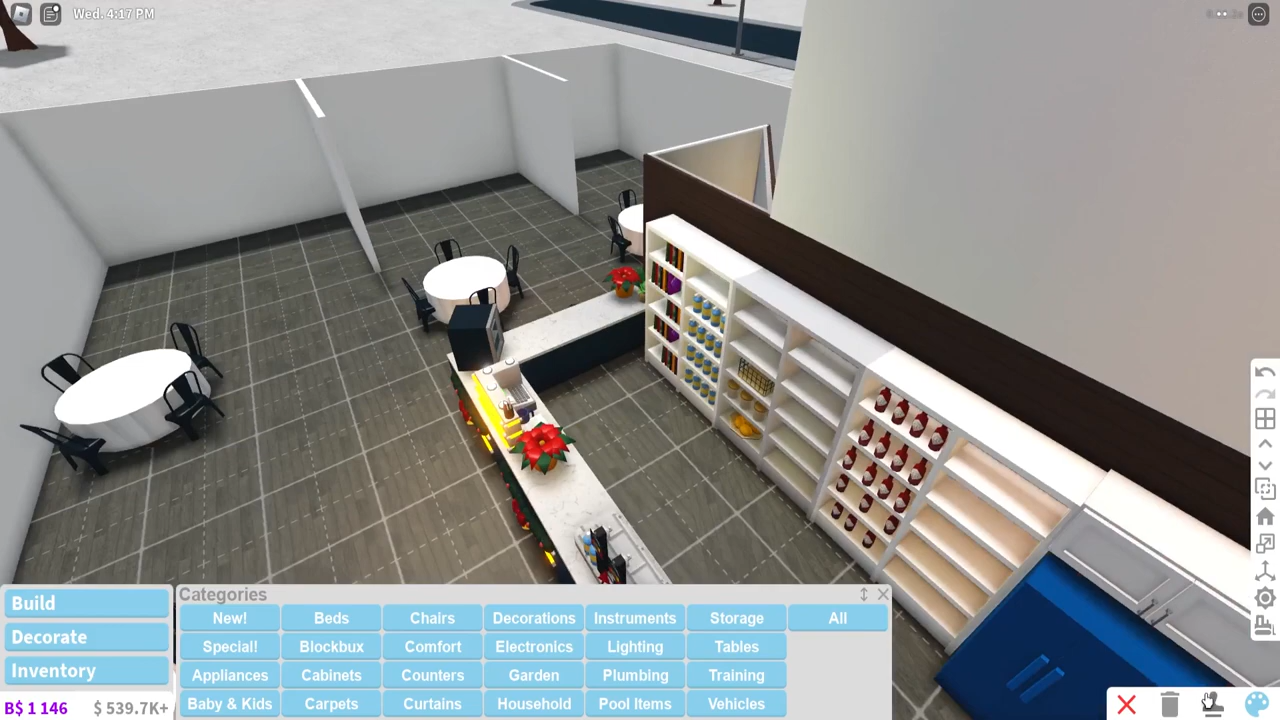 Wed. 4:17 PM
Build
Decorate
Inventory
B$ 1 146 $ 539.7K+
Categories
New! Beds Chairs Decorations Instruments Storage All
Special! Blockbux Comfort Electronics Lighting Tables
Appliances Cabinets Counters Garden Plumbing Training
Baby & Kids Carpets Curtains Household Pool Items Vehicles